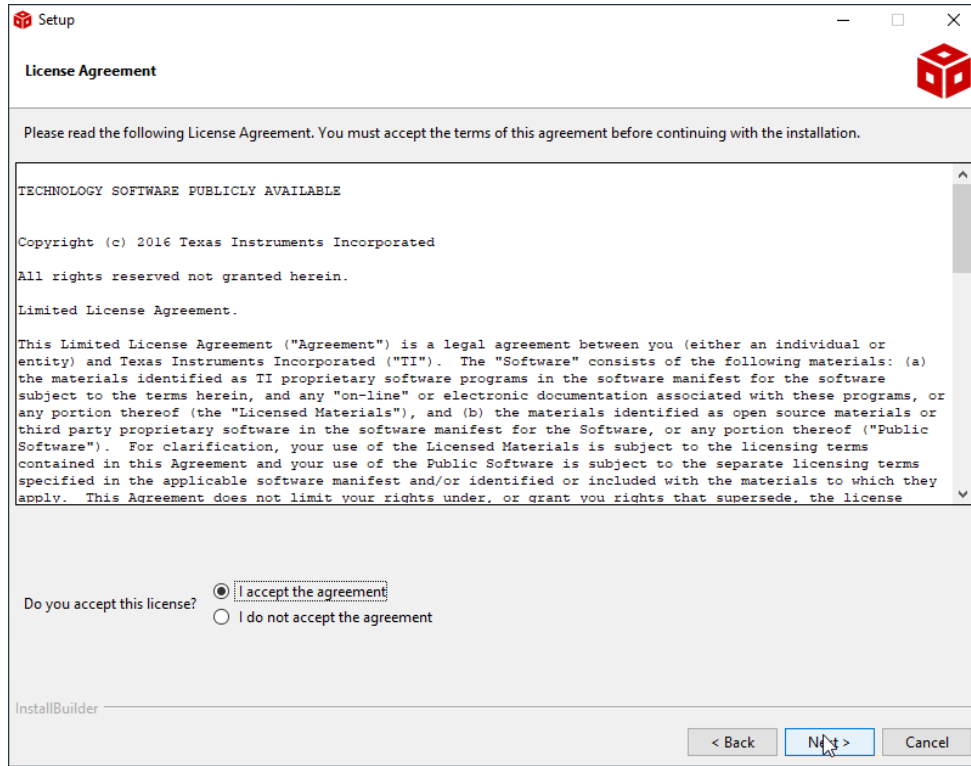 Setup
License Agreement
Please read the following License Agreement. You must accept the terms of this agreement before continuing with the installation.
TECHNOLOGY SOFTWARE PUBLICLY AVAILABLE
Copyright (c) 2016 Texas Instruments Incorporated
All rights reserved not granted herein.
Limited License Agreement.
This Limited License Agreement ("Agreement") is a legal agreement between you (either an individual or
entity) and Texas Instruments Incorporated ("TI").  The "Software" consists of the following materials: (a)
the materials identified as TI proprietary software programs in the software manifest for the software
subject to the terms herein, and any "on-line" or electronic documentation associated with these programs, or
any portion thereof (the "Licensed Materials"), and (b) the materials identified as open source materials or
third party proprietary software in the software manifest for the Software, or any portion thereof ("Public
Software").  For clarification, your use of the Licensed Materials is subject to the licensing terms
contained in this Agreement and your use of the Public Software is subject to the separate licensing terms
specified in the applicable software manifest and/or identified or included with the materials to which they
apply.  This Agreement does not limit your rights under, or grant you rights that supersede, the license
Do you accept this license?
I accept the agreement
I do not accept the agreement
InstallBuilder
< Back
Next >
Cancel